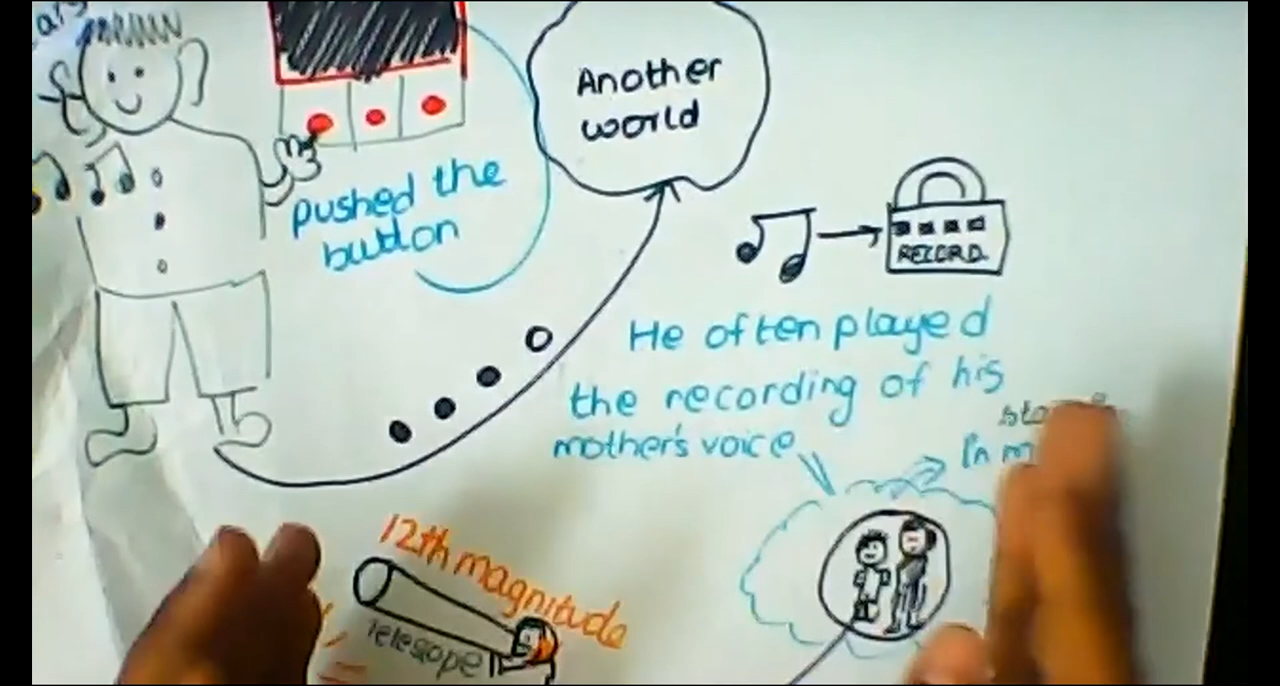 pushed the
button
Another
world
RECORD
He often played
the recording of his
mother's voice
12th magnitude
Telescope